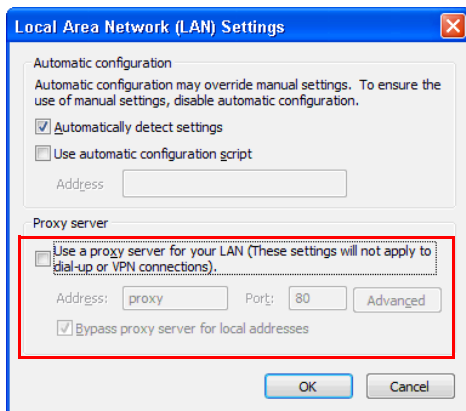 Local Area Network (LAN) Settings
Automatic configuration
Automatic configuration may override manual settings. To ensure the
use of manual settings, disable automatic configuration.
Automatically detect settings
Use automatic configuration script
Address
Proxy server
Use a proxy server for your LAN (These settings will not apply to
dial-up or VPN connections).
Address: proxy Port: 80 Advanced
Bypass proxy server for local addresses
OK Cancel